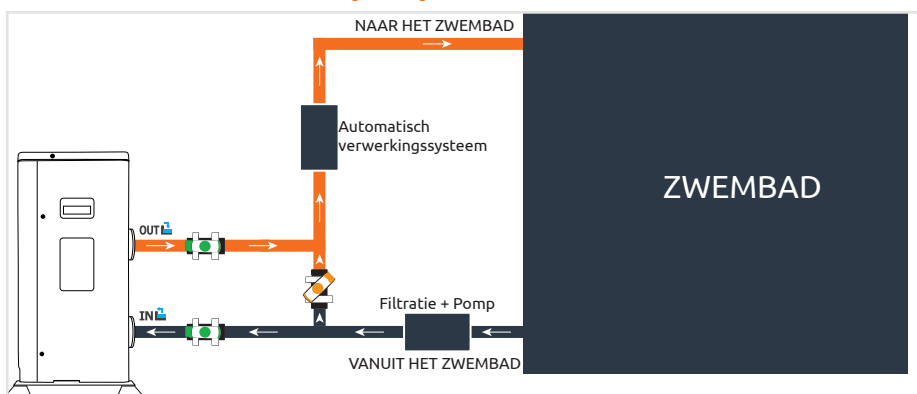 NAAR HET ZWEMBAD
Automatisch
verwerkingssysteem
ZWEMBAD
OUT
Filtratie + Pomp
IN
VANUIT HET ZWEMBAD